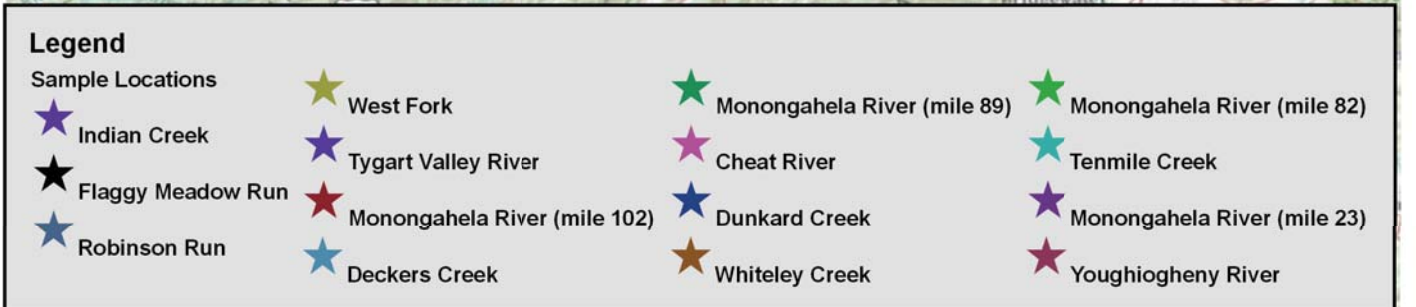 Legend
Sample Locations
Indian Creek
Flaggy Meadow Run
Robinson Run
West Fork
Tygart Valley River
Monongahela River (mile 102)
Deckers Creek
Monongahela River (mile 89)
Cheat River
Dunkard Creek
Whiteley Creek
Monongahela River (mile 82)
Tenmile Creek
Monongahela River (mile 23)
Youghiogheny River